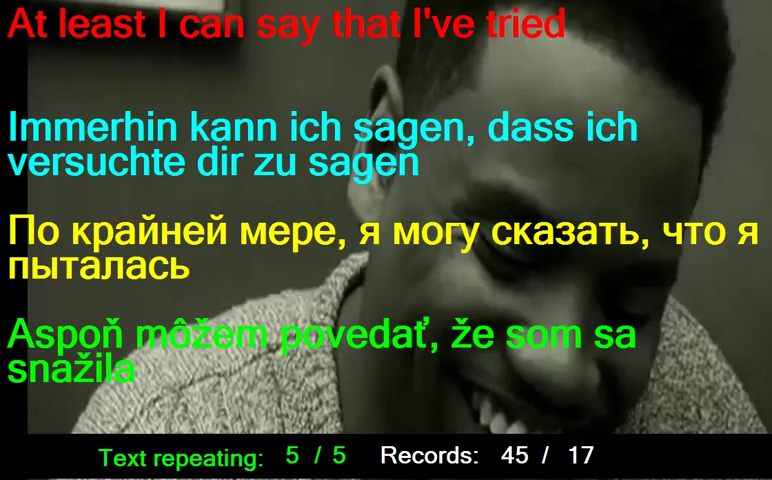 At least I can say that I've tried
Immerhin kann ich sagen, dass ich
versuchte dir zu sagen
По крайней мере, я могу сказать, что я
пыталась
Aspoň môžem povedať, že som sa
snažila
Text repeating: 5 / 5 Records: 45 / 17